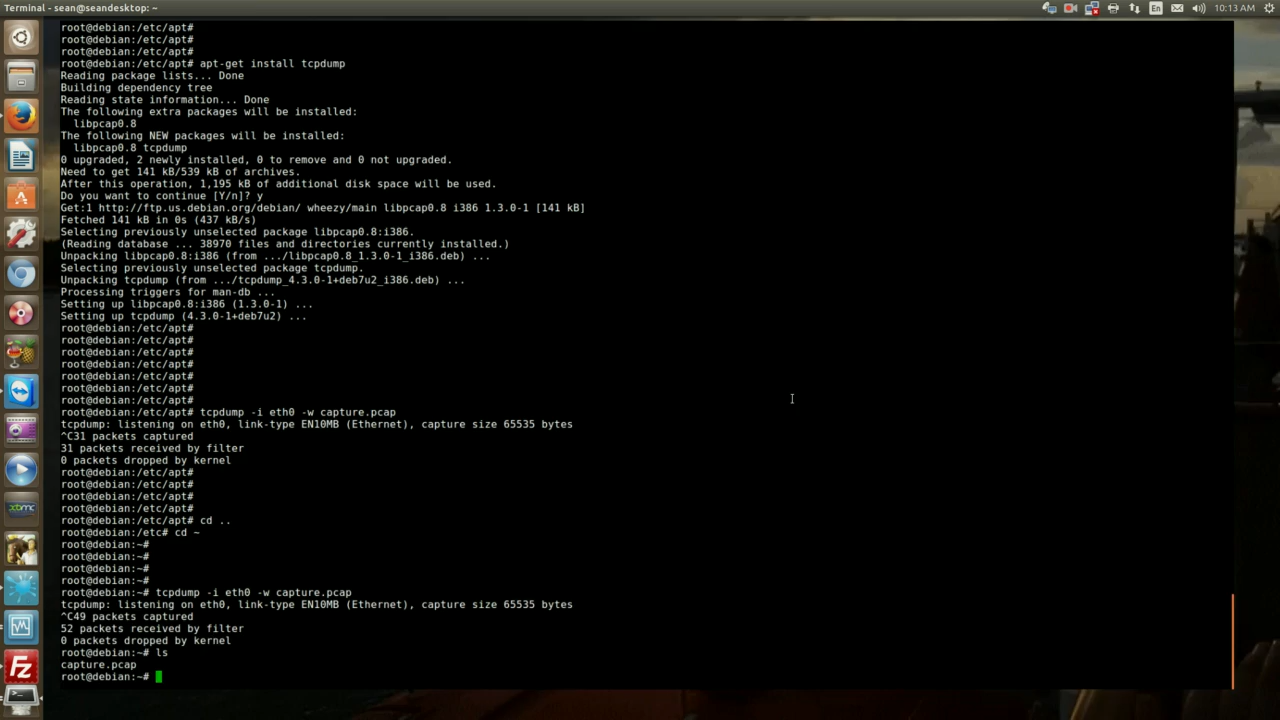 Terminal - sean@seandesktop: ~
En
10:13 AM
root@debian:/etc/apt#
root@debian:/etc/apt#
root@debian:/etc/apt#
root@debian:/etc/apt# apt-get install tcpdump
Reading package lists... Done
Building dependency tree
Reading state information... Done
The following extra packages will be installed:
  libpcap0.8
The following NEW packages will be installed:
  libpcap0.8 tcpdump
0 upgraded, 2 newly installed, 0 to remove and 0 not upgraded.
Need to get 141 kB/539 kB of archives.
After this operation, 1,195 kB of additional disk space will be used.
Do you want to continue [Y/n]? y
Get:1 http://ftp.us.debian.org/debian/ wheezy/main libpcap0.8 i386 1.3.0-1 [141 kB]
Fetched 141 kB in 0s (437 kB/s)
Selecting previously unselected package libpcap0.8:i386.
(Reading database ... 38970 files and directories currently installed.)
Unpacking libpcap0.8:i386 (from .../libpcap0.8_1.3.0-1_i386.deb) ...
Selecting previously unselected package tcpdump.
Unpacking tcpdump (from .../tcpdump_4.3.0-1+deb7u2_i386.deb) ...
Processing triggers for man-db ...
Setting up libpcap0.8:i386 (1.3.0-1) ...
Setting up tcpdump (4.3.0-1+deb7u2) ...
root@debian:/etc/apt#
root@debian:/etc/apt#
root@debian:/etc/apt#
root@debian:/etc/apt#
root@debian:/etc/apt#
root@debian:/etc/apt#
root@debian:/etc/apt#
root@debian:/etc/apt# tcpdump -i eth0 -w capture.pcap
tcpdump: listening on eth0, link-type EN10MB (Ethernet), capture size 65535 bytes
^C31 packets captured
31 packets received by filter
0 packets dropped by kernel
root@debian:/etc/apt#
root@debian:/etc/apt#
root@debian:/etc/apt#
root@debian:/etc/apt#
root@debian:/etc/apt# cd ..
root@debian:/etc# cd ~
root@debian:~#
root@debian:~#
root@debian:~#
root@debian:~#
root@debian:~# tcpdump -i eth0 -w capture.pcap
tcpdump: listening on eth0, link-type EN10MB (Ethernet), capture size 65535 bytes
^C49 packets captured
52 packets received by filter
0 packets dropped by kernel
root@debian:~# ls
capture.pcap
root@debian:~#
xbmc
Fz